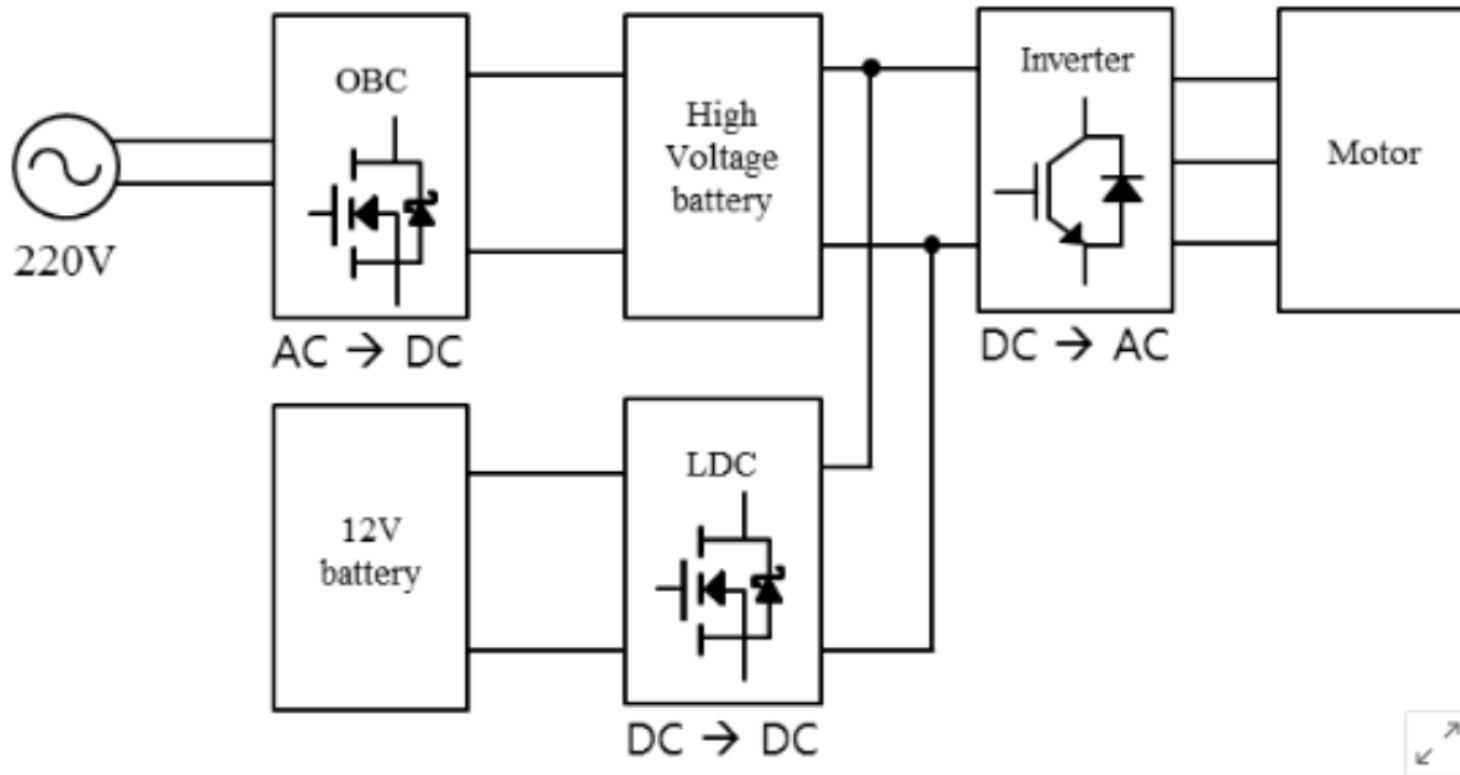 OBC
220V
AC → DC
High
Voltage
battery
Inverter
DC → AC
Motor
12V
battery
LDC
DC → DC